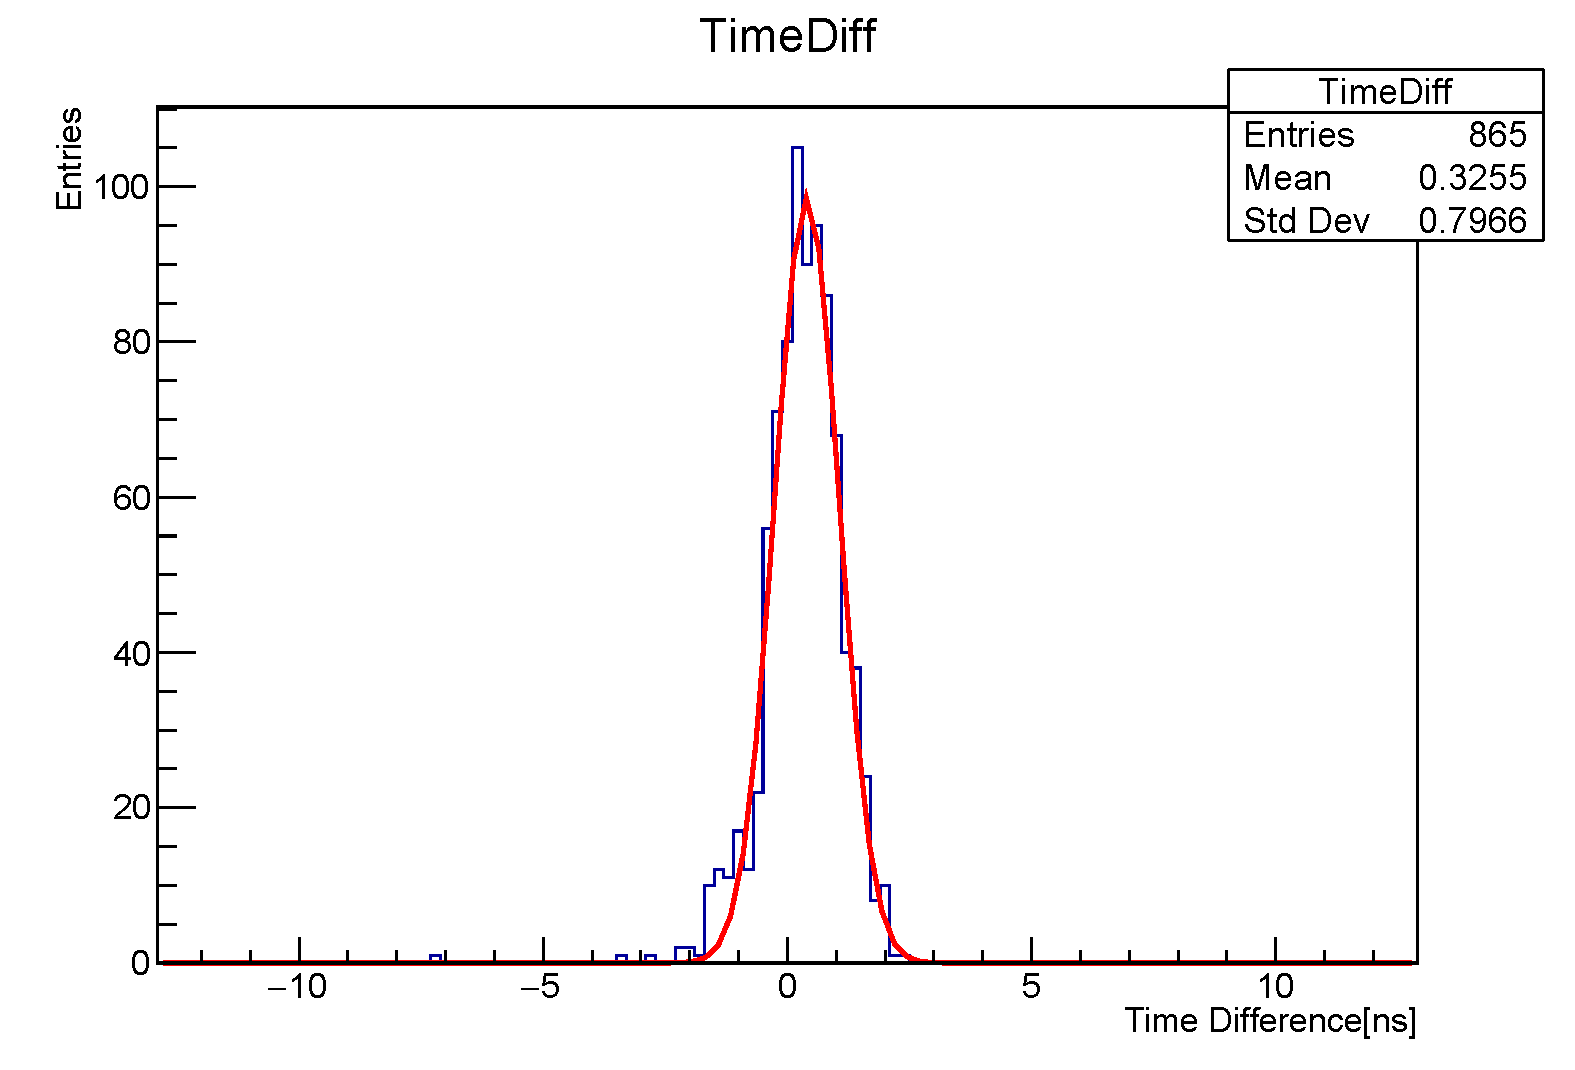 TimeDiff
TimeDiff
Entries 865
Mean 0.3255
Std Dev 0.7966
Entries
100
80
60
40
20
0
−10 −5 0 5 10
Time Difference[ns]